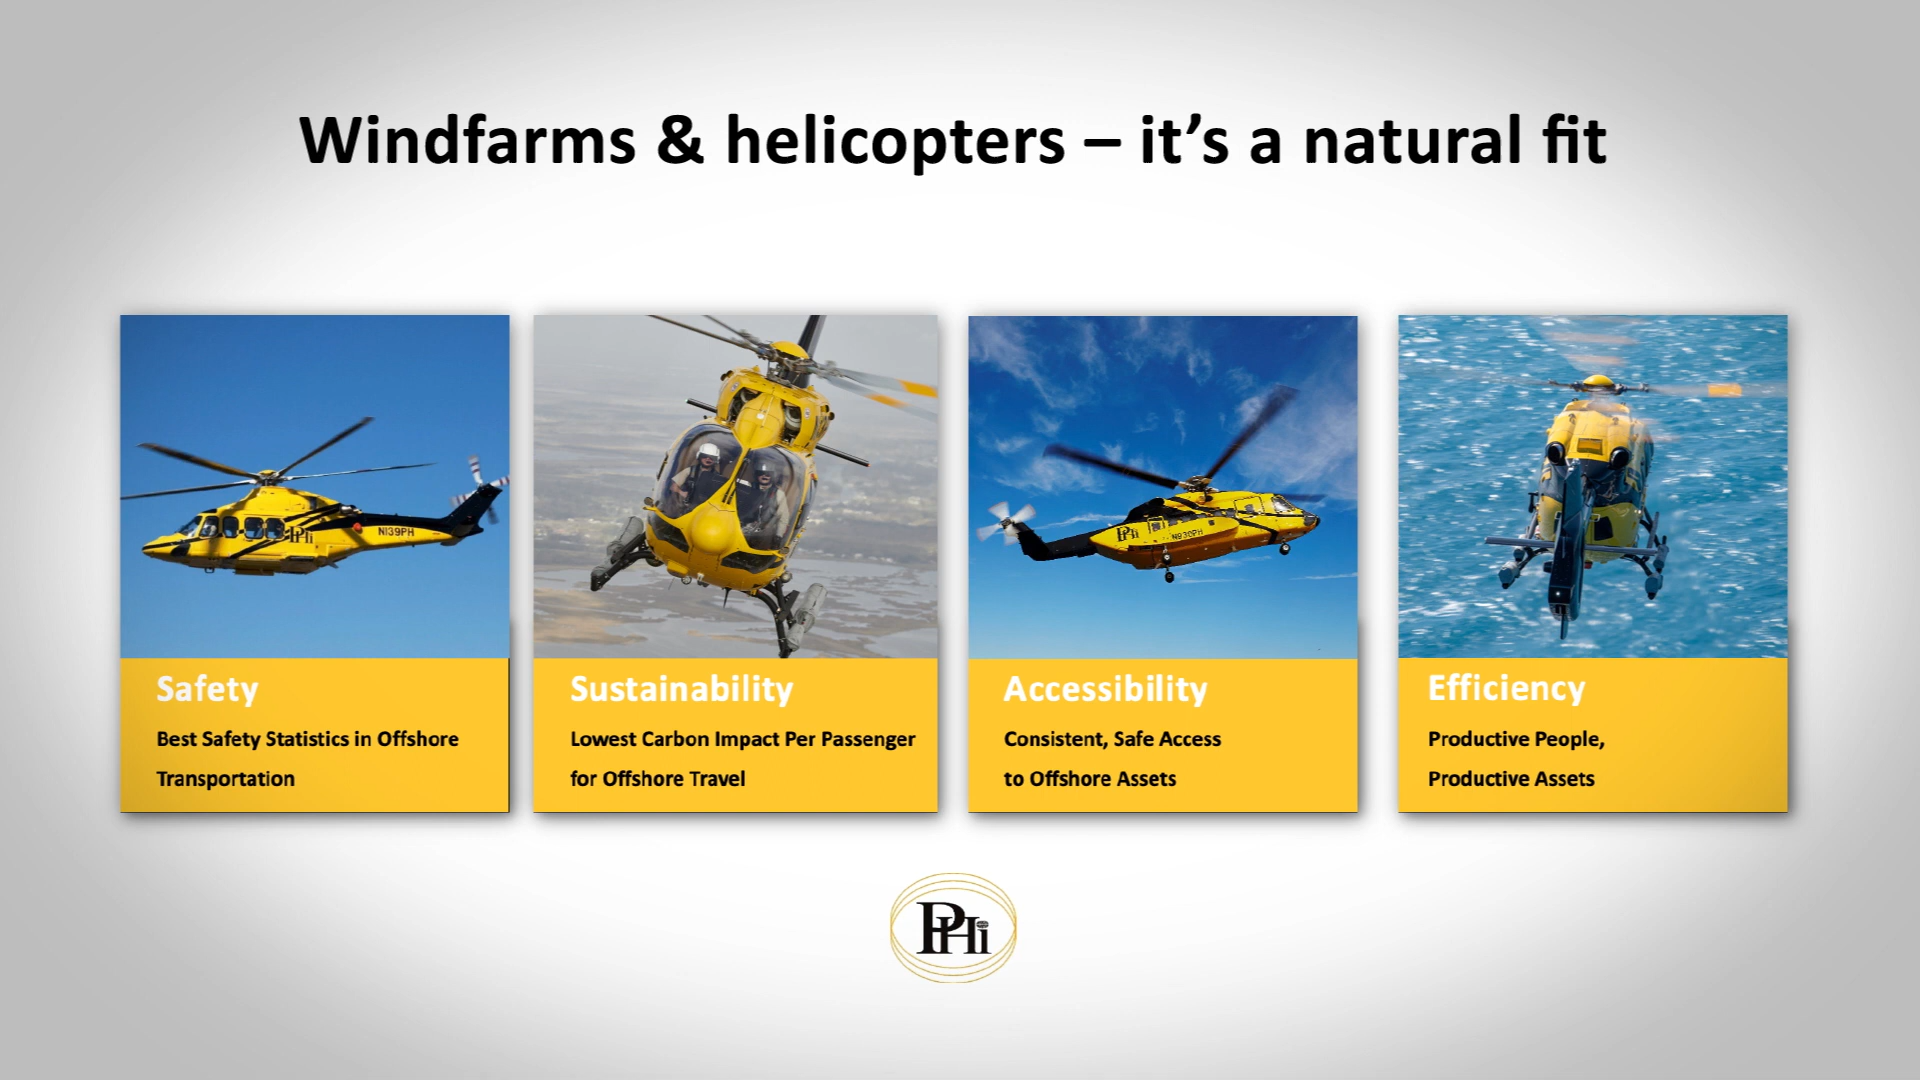 Windfarms & helicopters – it’s a natural fit
N139PH
PHi
PHi
N930PH
Safety
Best Safety Statistics in Offshore
Transportation
Sustainability
Lowest Carbon Impact Per Passenger
for Offshore Travel
Accessibility
Consistent, Safe Access
to Offshore Assets
Efficiency
Productive People,
Productive Assets
PHi